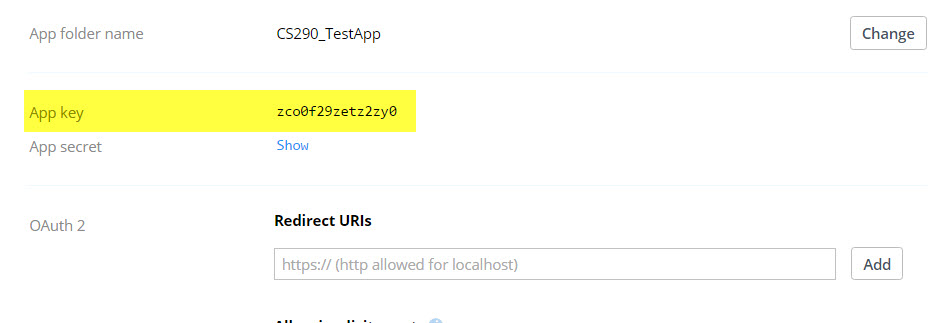 App folder name CS290_TestApp Change
App key zco0f29zetz2zy0
App secret Show
OAuth 2 Redirect URIs
https:// (http allowed for localhost) Add